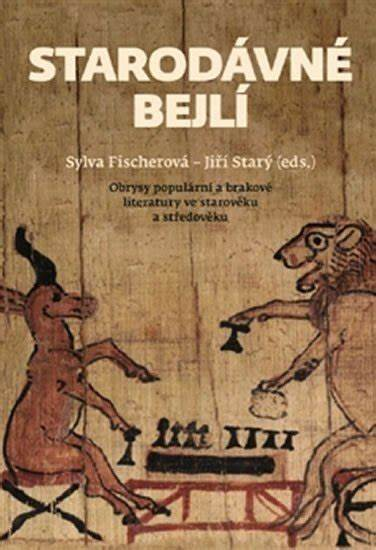 STARODÁVNÉ
BEJLÍ
Sylva Fischerová – Jiří Starý (eds.)
Obrysy populární a brakové
literatury ve starověku
a středověku